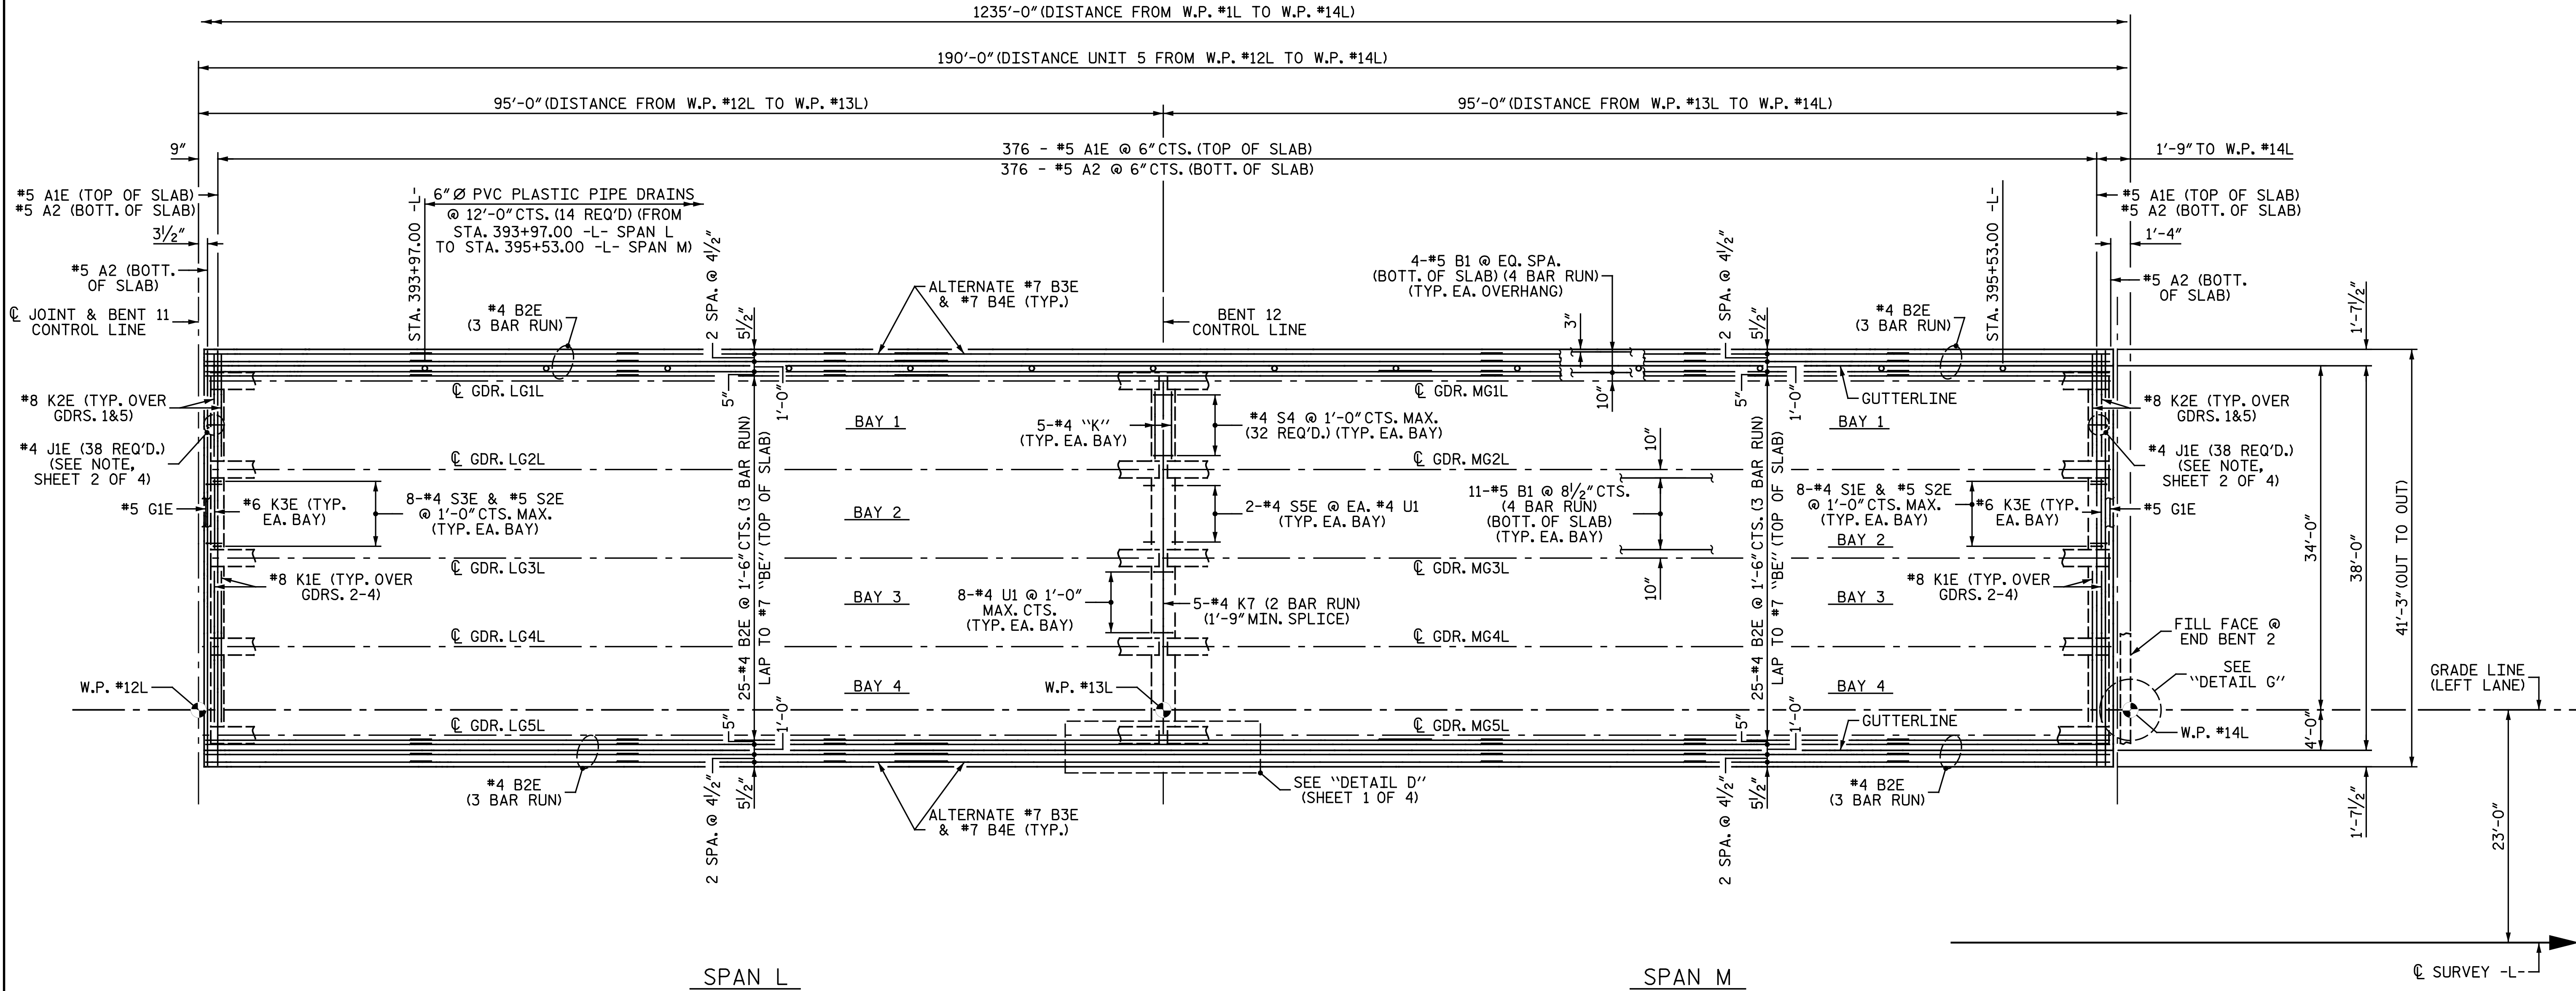 1235'-0" (DISTANCE FROM W.P. #1L TO W.P. #14L)
190'-0" (DISTANCE UNIT 5 FROM W.P. #12L TO W.P. #14L)
95'-0" (DISTANCE FROM W.P. #12L TO W.P. #13L)
95'-0" (DISTANCE FROM W.P. #13L TO W.P. #14L)
9"
376 - #5 A1E @ 6" CTS. (TOP OF SLAB)
376 - #5 A2 @ 6" CTS. (BOTT. OF SLAB)
1'-9" TO W.P. #14L
#5 A1E (TOP OF SLAB)
#5 A2 (BOTT. OF SLAB)
3½"
#5 A2 (BOTT.
OF SLAB)
℄ JOINT & BENT 11
CONTROL LINE
STA. 393+97.00 -L-
6" Ø PVC PLASTIC PIPE DRAINS
@ 12'-0" CTS. (14 REQ'D) (FROM
STA. 393+97.00 -L- SPAN L
TO STA. 395+53.00 -L- SPAN M)
#4 B2E
(3 BAR RUN)
2 SPA. @ 4½"
5½"
ALTERNATE #7 B3E
& #7 B4E (TYP.)
BENT 12
CONTROL LINE
4-#5 B1 @ EQ. SPA.
(BOTT. OF SLAB) (4 BAR RUN)
(TYP. EA. OVERHANG)
3"
2 SPA. @ 4½"
5½"
#4 B2E
(3 BAR RUN)
STA. 395+53.00 -L-
#5 A1E (TOP OF SLAB)
#5 A2 (BOTT. OF SLAB)
1'-4"
#5 A2 (BOTT.
OF SLAB)
1'-7½"
#8 K2E (TYP. OVER
GDRS. 1&5)
#4 J1E (38 REQ'D.)
(SEE NOTE,
SHEET 2 OF 4)
#5 G1E
#6 K3E (TYP.
EA. BAY)
8-#4 S3E & #5 S2E
@ 1'-0" CTS. MAX.
(TYP. EA. BAY)
#8 K1E (TYP. OVER
GDRS. 2-4)
℄ GDR. LG1L
℄ GDR. LG2L
℄ GDR. LG3L
℄ GDR. LG4L
℄ GDR. LG5L
5"
1'-0"
25-#4 B2E @ 1'-6" CTS. (3 BAR RUN)
LAP TO #7 "BE" (TOP OF SLAB)
BAY 1
BAY 2
BAY 3
BAY 4
5-#4 "K"
(TYP. EA. BAY)
#4 S4 @ 1'-0" CTS. MAX.
(32 REQ'D.) (TYP. EA. BAY)
2-#4 S5E @ EA. #4 U1
(TYP. EA. BAY)
8-#4 U1 @ 1'-0"
MAX. CTS.
(TYP. EA. BAY)
5-#4 K7 (2 BAR RUN)
(1'-9" MIN. SPLICE)
℄ GDR. MG1L
℄ GDR. MG2L
℄ GDR. MG3L
℄ GDR. MG4L
℄ GDR. MG5L
10"
10"
11-#5 B1 @ 8½" CTS.
(4 BAR RUN)
(BOTT. OF SLAB)
(TYP. EA. BAY)
10"
5"
1'-0"
25-#4 B2E @ 1'-6" CTS. (3 BAR RUN)
LAP TO #7 "BE" (TOP OF SLAB)
GUTTERLINE
BAY 1
8-#4 S1E & #5 S2E
@ 1'-0" CTS. MAX.
(TYP. EA. BAY)
BAY 2
#6 K3E (TYP.
EA. BAY)
#8 K1E (TYP. OVER
GDRS. 2-4)
BAY 3
BAY 4
#8 K2E (TYP. OVER
GDRS. 1&5)
#4 J1E (38 REQ'D.)
(SEE NOTE,
SHEET 2 OF 4)
#5 G1E
FILL FACE @
END BENT 2
SEE
"DETAIL G"
W.P. #14L
34'-0"
38'-0"
41'-3" (OUT TO OUT)
4'-0"
1'-7½"
GRADE LINE
(LEFT LANE)
23'-0"
W.P. #12L
W.P. #13L
5"
1'-0"
5"
1'-0"
GUTTERLINE
#4 B2E
(3 BAR RUN)
2 SPA. @ 4½"
5½"
ALTERNATE #7 B3E
& #7 B4E (TYP.)
SEE "DETAIL D"
(SHEET 1 OF 4)
2 SPA. @ 4½"
5½"
#4 B2E
(3 BAR RUN)
SPAN L
SPAN M
℄ SURVEY -L-